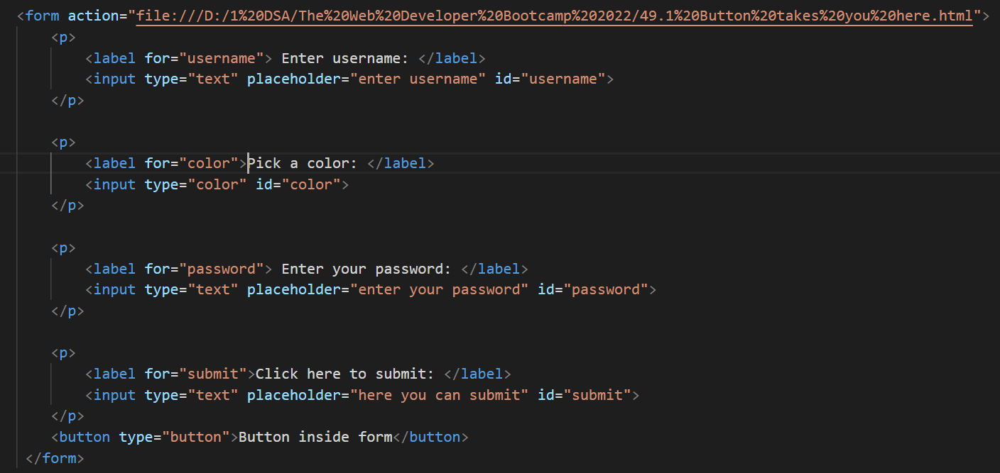 <form action="file:///D:/1%20DSA/The%20Web%20Developer%20Bootcamp%202022/49.1%20Button%20takes%20you%20here.html">
<p>
<label for="username"> Enter username: </label>
<input type="text" placeholder="enter username" id="username">
</p>
<p>
<label for="color">Pick a color: </label>
<input type="color" id="color">
</p>
<p>
<label for="password"> Enter your password: </label>
<input type="text" placeholder="enter your password" id="password">
</p>
<p>
<label for="submit">Click here to submit: </label>
<input type="text" placeholder="here you can submit" id="submit">
</p>
<button type="button">Button inside form</button>
</form>